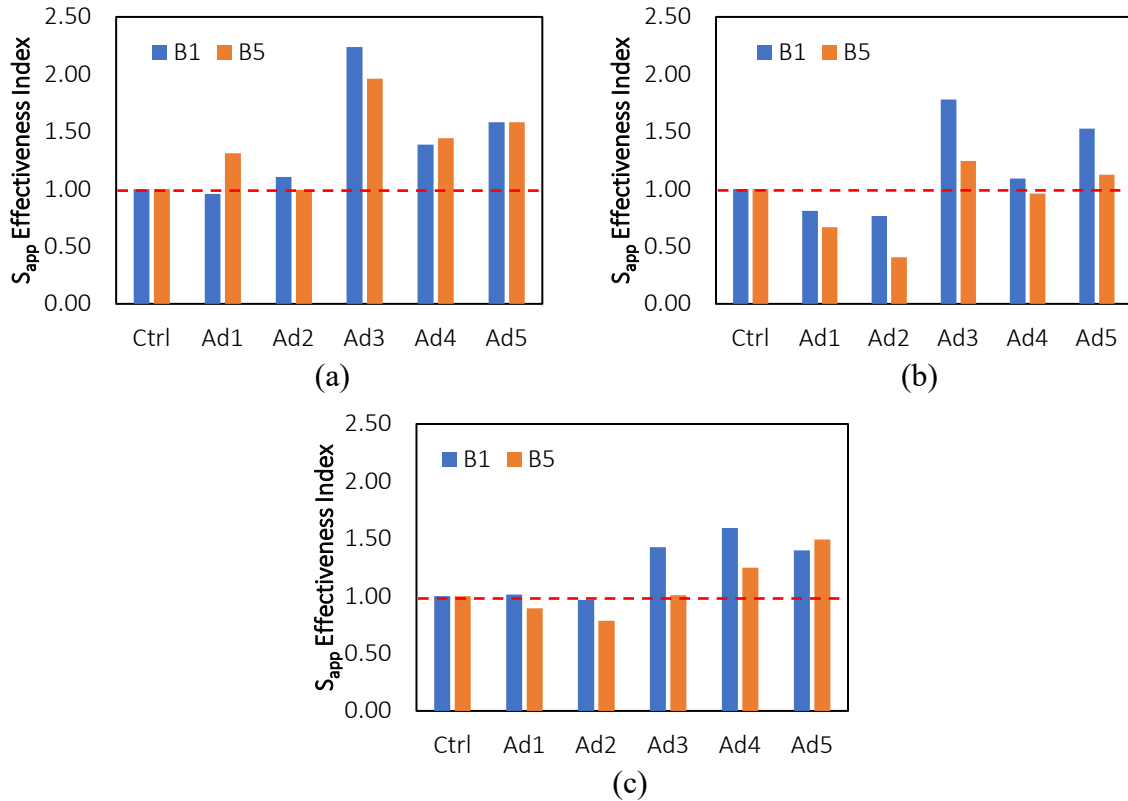 2.50
2.00
1.50
1.00
0.50
0.00
S_app Effectiveness Index
B1 B5
Ctrl Ad1 Ad2 Ad3 Ad4 Ad5
(a)
2.50
2.00
1.50
1.00
0.50
0.00
S_app Effectiveness Index
B1 B5
Ctrl Ad1 Ad2 Ad3 Ad4 Ad5
(b)
2.50
2.00
1.50
1.00
0.50
0.00
S_app Effectiveness Index
B1 B5
Ctrl Ad1 Ad2 Ad3 Ad4 Ad5
(c)